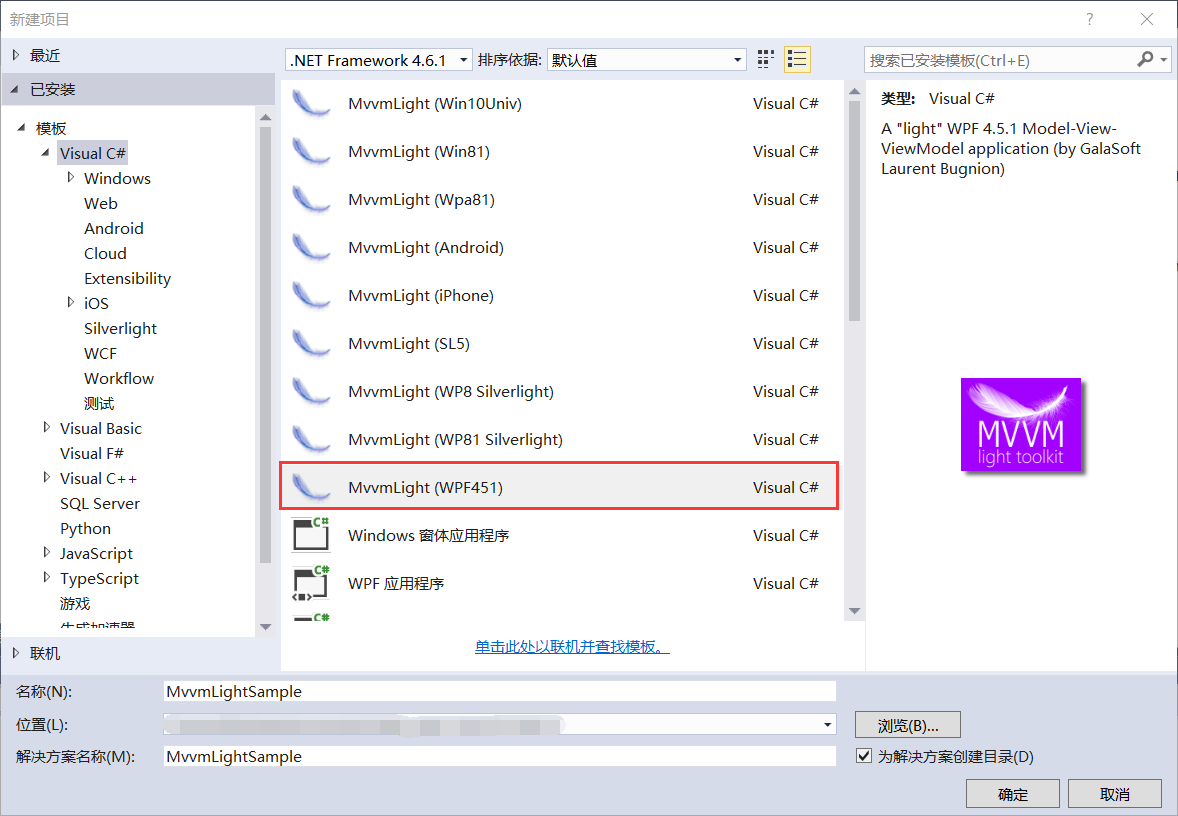 新建项目
?
最近
已安装
模板
Visual C#
Windows
Web
Android
Cloud
Extensibility
iOS
Silverlight
WCF
Workflow
测试
Visual Basic
Visual F#
Visual C++
SQL Server
Python
JavaScript
TypeScript
游戏
生成加速器
联机
.NET Framework 4.6.1
排序依据:
默认值
MvvmLight (Win10Univ) Visual C#
MvvmLight (Win81) Visual C#
MvvmLight (Wpa81) Visual C#
MvvmLight (Android) Visual C#
MvvmLight (iPhone) Visual C#
MvvmLight (SL5) Visual C#
MvvmLight (WP8 Silverlight) Visual C#
MvvmLight (WP81 Silverlight) Visual C#
MvvmLight (WPF451) Visual C#
C#
Windows 窗体应用程序 Visual C#
C#
WPF 应用程序 Visual C#
C#
单击此处以联机并查找模板。
搜索已安装模板(Ctrl+E)
类型: Visual C#
A "light" WPF 4.5.1 Model-View-
ViewModel application (by GalaSoft
Laurent Bugnion)
MVVM
light toolkit
名称(N): MvvmLightSample
位置(L):
浏览(B)...
解决方案名称(M): MvvmLightSample
为解决方案创建目录(D)
确定
取消